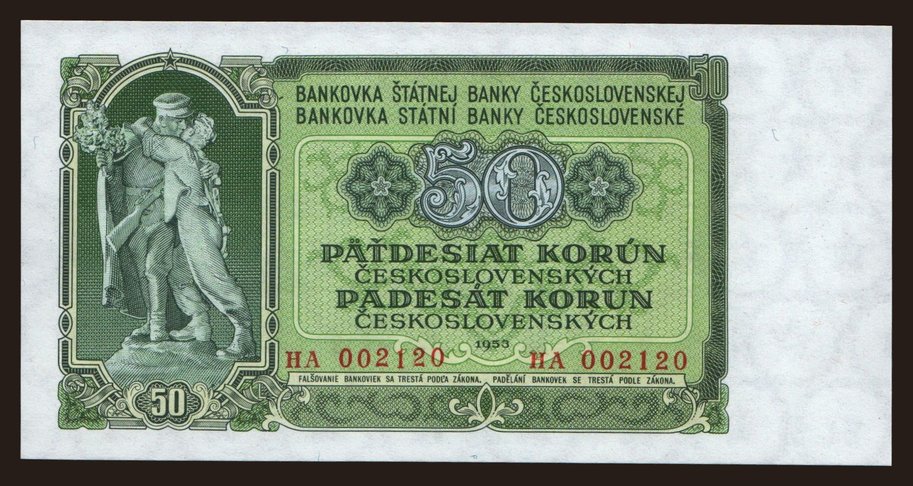 50
BANKOVKA ŠTÁTNEJ BANKY ČESKOSLOVENSKEJ
BANKOVKA STÁTNÍ BANKY ČESKOSLOVENSKÉ
50
PÄŤDESIAT KORÚN
ČESKOSLOVENSKÝCH
PADESÁT KORUN
ČESKOSLOVENSKÝCH
1953
HA 002120 HA 002120
FALŠOVANIE BANKOVIEK SA TRESTÁ PODĽA ZÁKONA. PADĚLÁNÍ BANKOVEK SE TRESTÁ PODLE ZÁKONA.
50